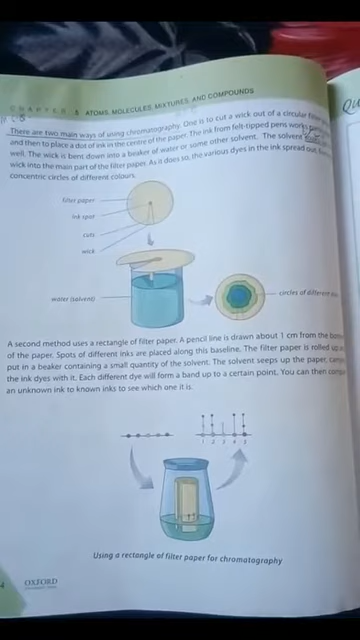 CHAPTER 5 ATOMS, MOLECULES, MIXTURES, AND COMPOUNDS
There are two main ways of using chromatography. One is to cut a wick out of a circular filter
and then to place a dot of ink in the centre of the paper. The ink from felt-tipped pens works
well. The wick is bent down into a beaker of water or some other solvent. The solvent
wick into the main part of the filter paper. As it does so, the various dyes in the ink spread out
concentric circles of different colours.
filter paper
ink spot
cuts
wick
water (solvent)
circles of different
A second method uses a rectangle of filter paper. A pencil line is drawn about 1 cm from the
of the paper. Spots of different inks are placed along this baseline. The filter paper is rolled
put in a beaker containing a small quantity of the solvent. The solvent seeps up the paper,
the ink dyes with it. Each different dye will form a band up to a certain point. You can then
an unknown ink to known inks to see which one it is.
1 2 3 4 5
Using a rectangle of filter paper for chromatography
4
OXFORD